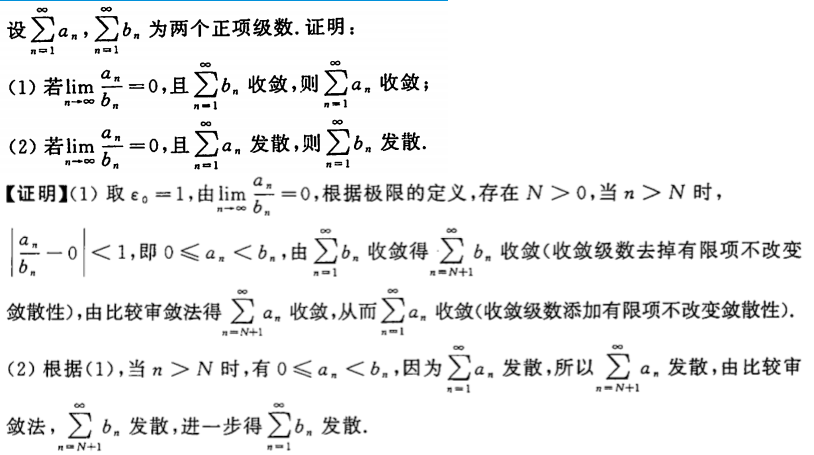 设$\sum_{n=1}^{\infty} a_n, \sum_{n=1}^{\infty} b_n$ 为两个正项级数.证明:
(1) 若$\lim_{n\to\infty} \frac{a_n}{b_n}=0$,且$\sum_{n=1}^{\infty} b_n$ 收敛,则$\sum_{n=1}^{\infty} a_n$ 收敛;
(2) 若$\lim_{n\to\infty} \frac{a_n}{b_n}=0$,且$\sum_{n=1}^{\infty} a_n$ 发散,则$\sum_{n=1}^{\infty} b_n$ 发散.
【证明】(1) 取 $\varepsilon_0=1$,由$\lim_{n\to\infty} \frac{a_n}{b_n}=0$,根据极限的定义,存在 $N>0$,当 $n>N$ 时,
$\left|\frac{a_n}{b_n}-0\right|<1$,即 $0\leqslant a_n<b_n$,由$\sum_{n=1}^{\infty} b_n$ 收敛得$\sum_{n=N+1}^{\infty} b_n$ 收敛(收敛级数去掉有限项不改变
敛散性),由比较审敛法得$\sum_{n=N+1}^{\infty} a_n$ 收敛,从而$\sum_{n=1}^{\infty} a_n$ 收敛(收敛级数添加有限项不改变敛散性).
(2) 根据(1),当 $n>N$ 时,有 $0\leqslant a_n<b_n$,因为$\sum_{n=1}^{\infty} a_n$ 发散,所以$\sum_{n=N+1}^{\infty} a_n$ 发散,由比较审
敛法,$\sum_{n=N+1}^{\infty} b_n$ 发散,进一步得$\sum_{n=1}^{\infty} b_n$ 发散.